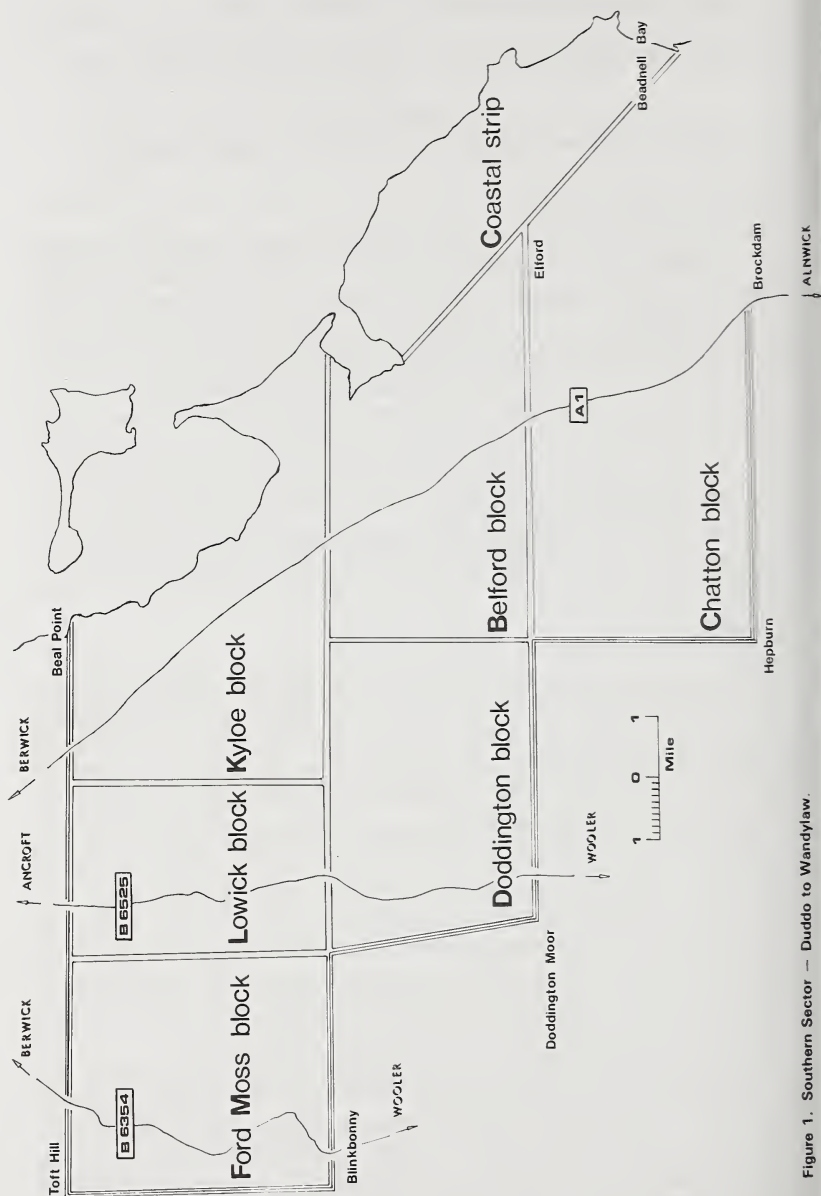 BERWICK
ANCROFT
BERWICK
Toft Hill
Beal Point
B 6354
B 6525
Ford Moss block
Lowick block
Kyloe block
Blinkbonny
WOOLER
Doddington block
Belford block
Coastal strip
Beadnell Bay
Elford
A1
Doddington Moor
WOOLER
1 0 1
Mile
Chatton block
Hepburn
Brockdam
ALNWICK
Figure 1. Southern Sector — Duddo to Wandylaw.